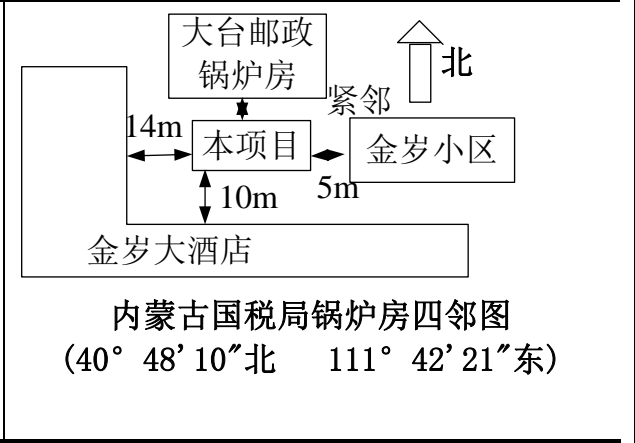 大台邮政
锅炉房
北
紧邻
14m
本项目
金岁小区
5m
10m
金岁大酒店
内蒙古国税局锅炉房四邻图
(40°48'10″北 111°42'21″东)